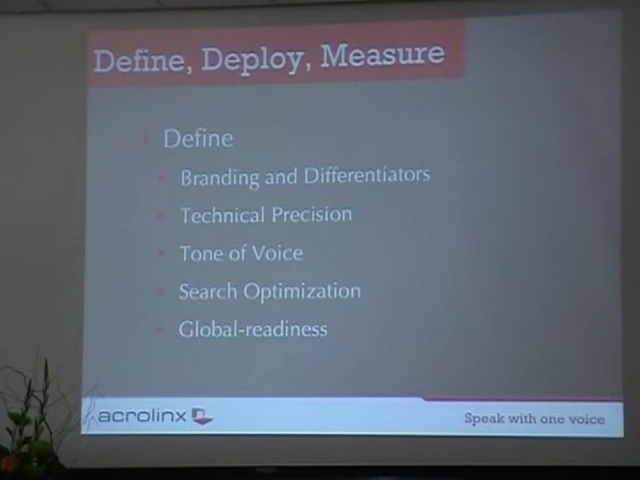 Define, Deploy, Measure
Define
Branding and Differentiators
Technical Precision
Tone of Voice
Search Optimization
Global-readiness
acrolinx
Speak with one voice